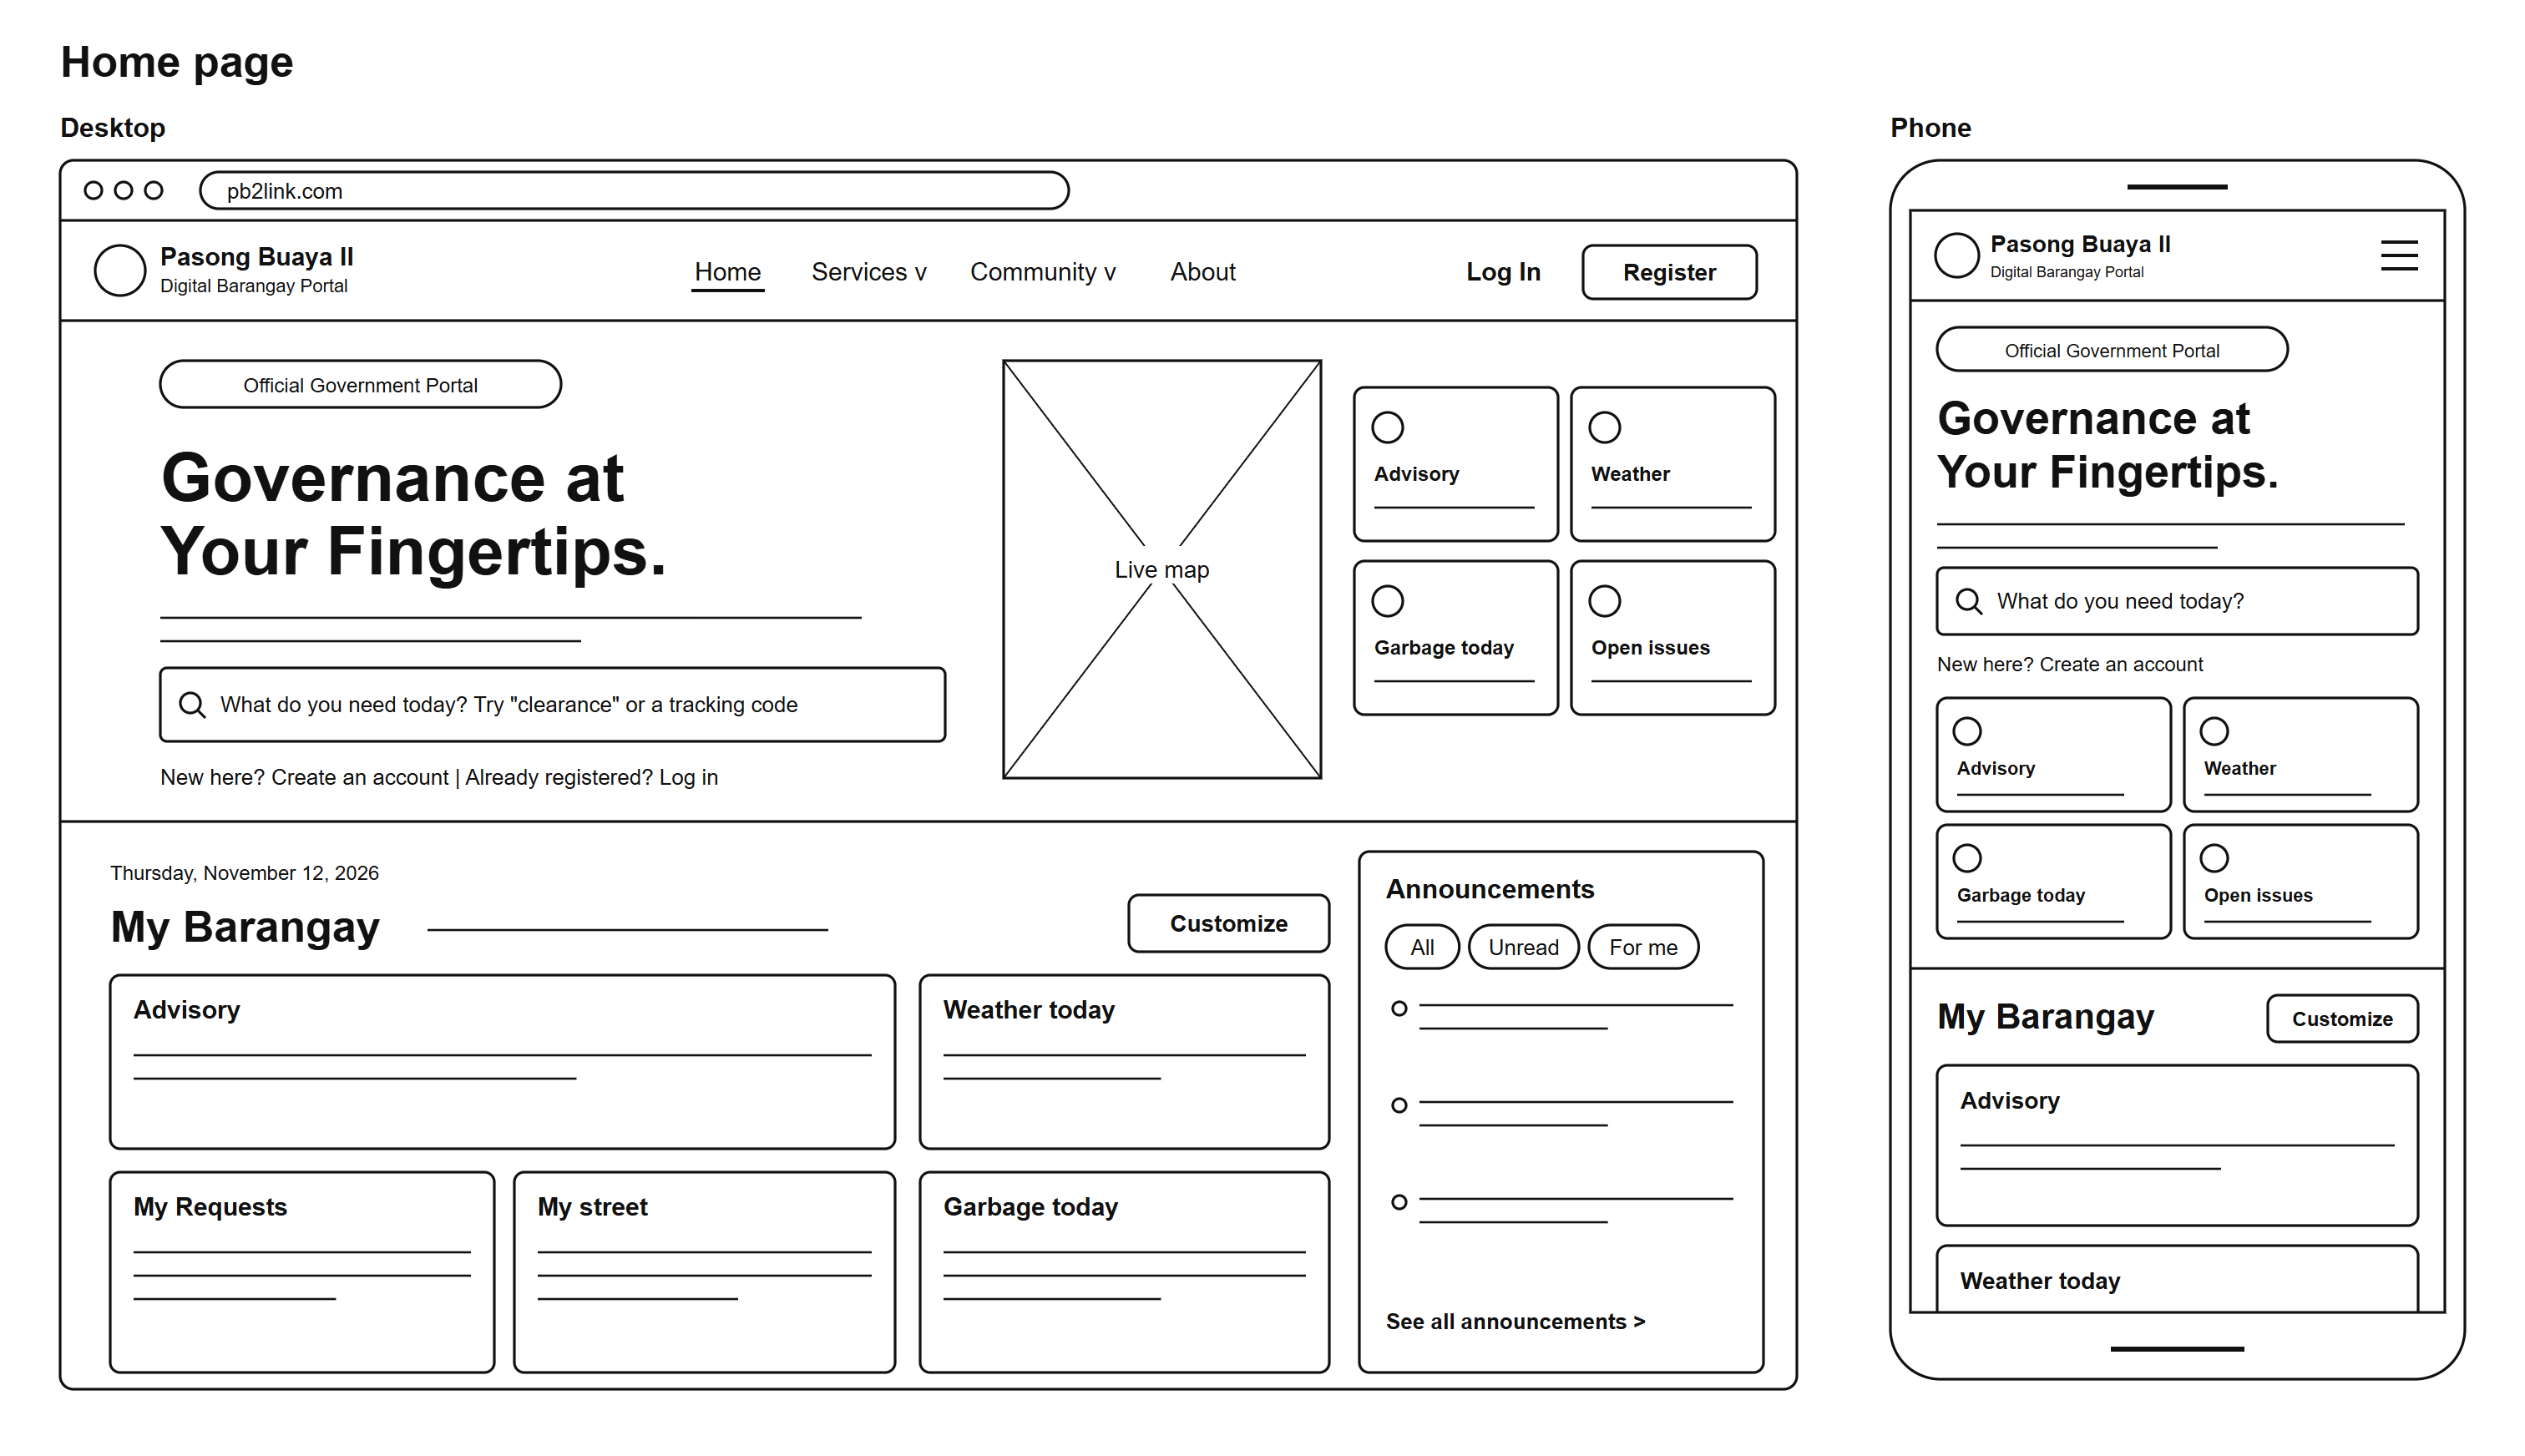 Home page
Desktop
pb2link.com
Pasong Buaya II
Digital Barangay Portal
Home
Services v
Community v
About
Log In
Register
Official Government Portal
Governance at
Your Fingertips.
What do you need today? Try "clearance" or a tracking code
New here? Create an account | Already registered? Log in
Live map
Advisory
Weather
Garbage today
Open issues
Thursday, November 12, 2026
My Barangay
Customize
Advisory
Weather today
My Requests
My street
Garbage today
Announcements
All
Unread
For me
See all announcements >
Phone
Pasong Buaya II
Digital Barangay Portal
Official Government Portal
Governance at
Your Fingertips.
What do you need today?
New here? Create an account
Advisory
Weather
Garbage today
Open issues
My Barangay
Customize
Advisory
Weather today